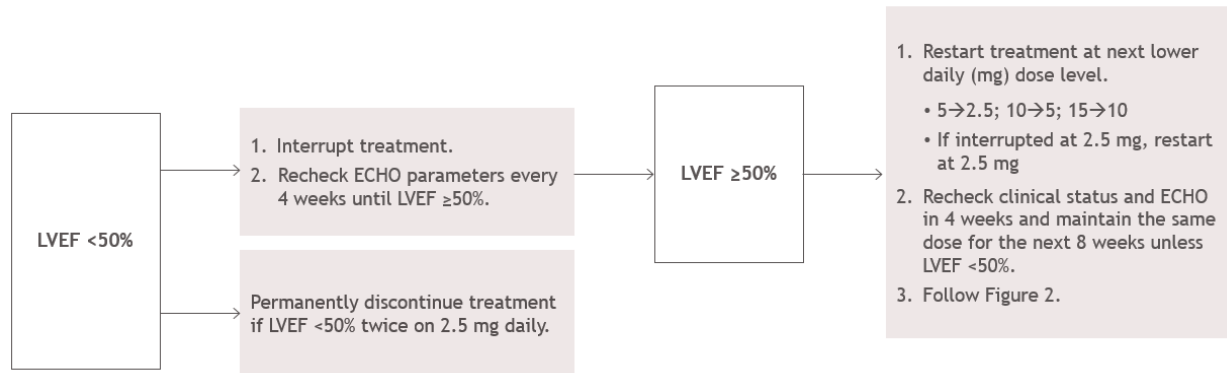 LVEF <50%
1. Interrupt treatment.
2. Recheck ECHO parameters every
4 weeks until LVEF ≥50%.
Permanently discontinue treatment
if LVEF <50% twice on 2.5 mg daily.
LVEF ≥50%
1. Restart treatment at next lower
daily (mg) dose level.
• 5→2.5; 10→5; 15→10
• If interrupted at 2.5 mg, restart
at 2.5 mg
2. Recheck clinical status and ECHO
in 4 weeks and maintain the same
dose for the next 8 weeks unless
LVEF <50%.
3. Follow Figure 2.